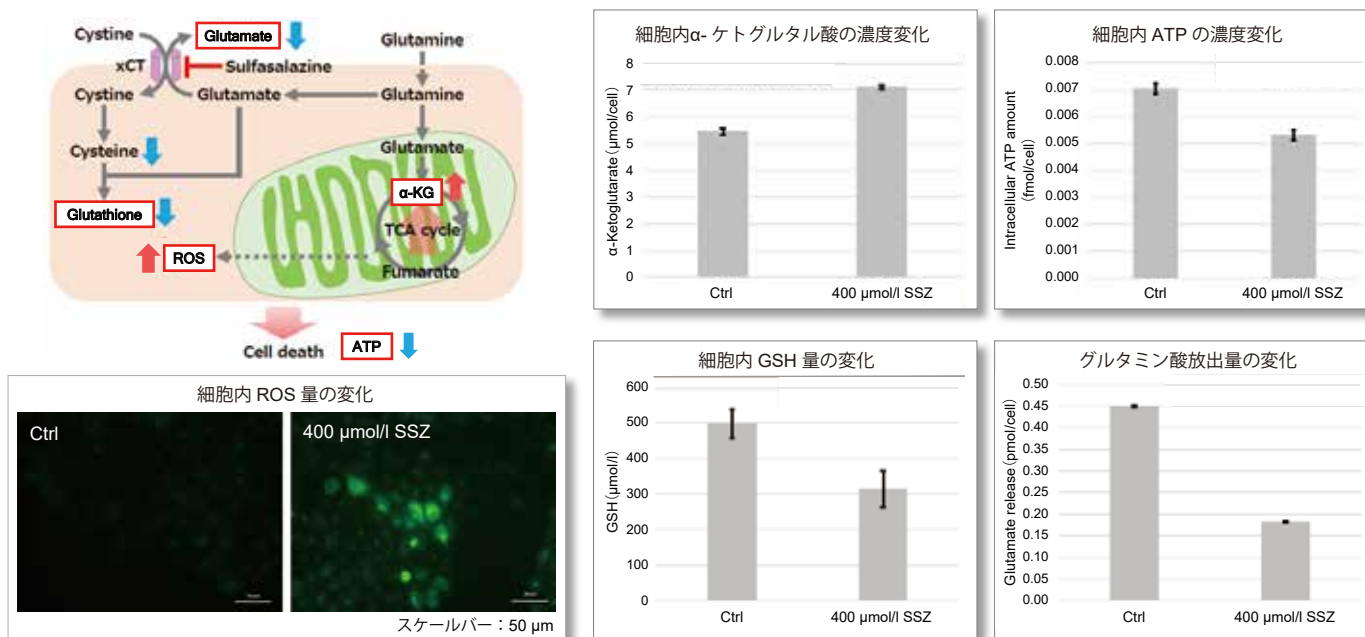 Cystine
Glutamate
Glutamine
xCT
Sulfasalazine
Cystine
Glutamate
Glutamine
Cysteine
Glutamate
Glutathione
α-KG
TCA cycle
ROS
Fumarate
Cell death
ATP
細胞内α- ケトグルタル酸の濃度変化
α-Ketoglutarate (μmol/cell)
8
7
6
5
4
3
2
1
0
Ctrl
400 μmol/l SSZ
細胞内 ATP の濃度変化
Intracellular ATP amount
(fmol/cell)
0.008
0.007
0.006
0.005
0.004
0.003
0.002
0.001
0.000
Ctrl
400 μmol/l SSZ
細胞内 ROS 量の変化
Ctrl
400 μmol/l SSZ
スケールバー：50 μm
細胞内 GSH 量の変化
GSH (μmol/l)
600
500
400
300
200
100
0
Ctrl
400 μmol/l SSZ
グルタミン酸放出量の変化
Glutamate release (pmol/cell)
0.50
0.45
0.40
0.35
0.30
0.25
0.20
0.15
0.10
0.05
0.00
Ctrl
400 μmol/l SSZ